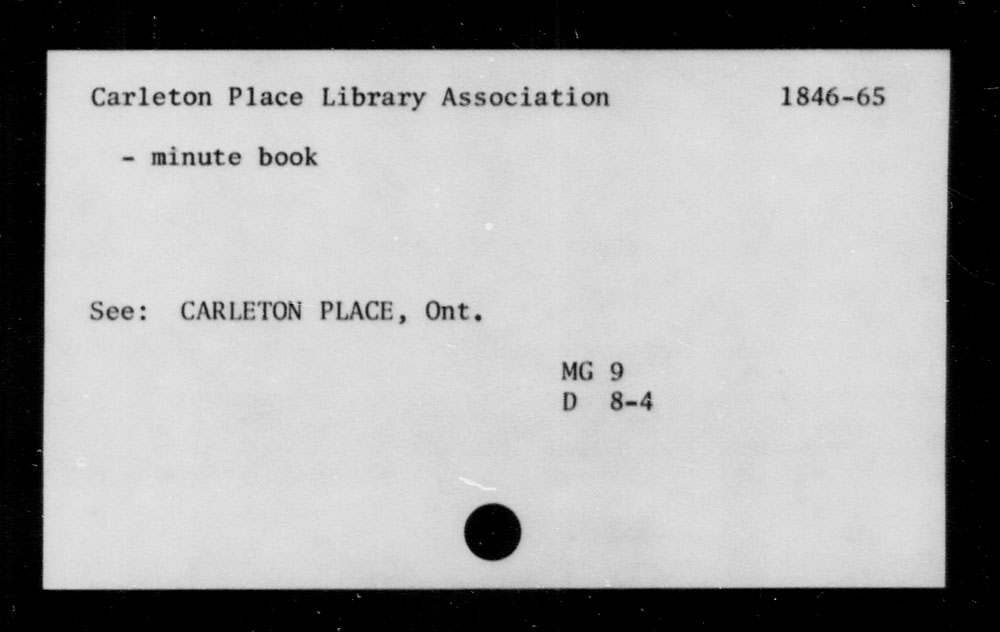 Carleton Place Library Association 1846-65
- minute book
See: CARLETON PLACE, Ont.
MG 9
D 8-4